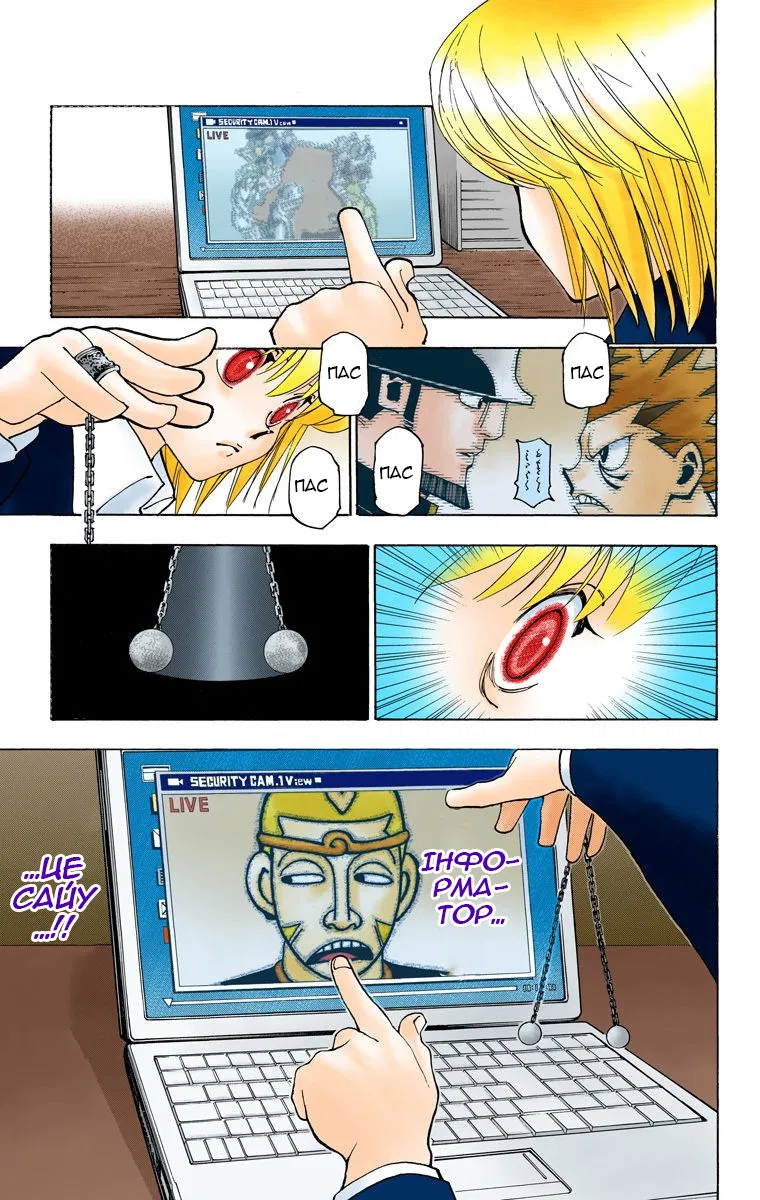 SECURITY CAM.1 View
LIVE
ПАС
ПАС
ПАС
ПАС
SECURITY CAM.1 View
LIVE
ІНФО-
РМА-
ТОР...
...ЦЕ
САЙУ
...!!